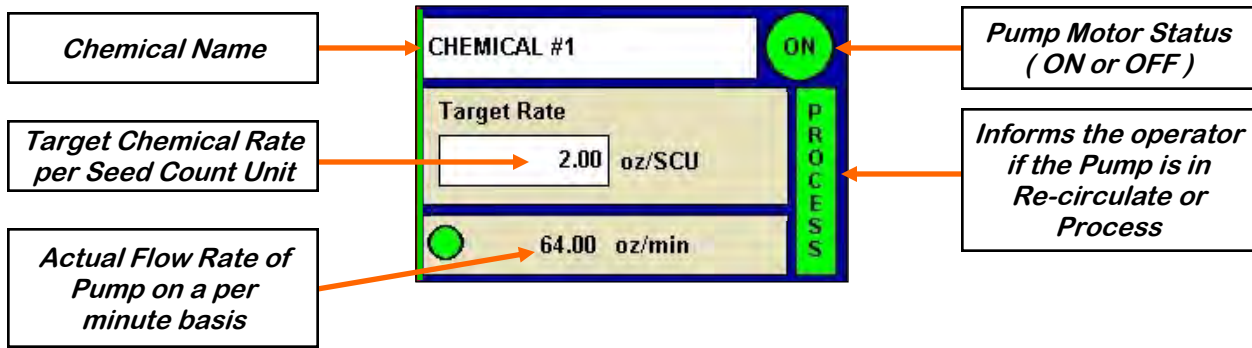 Chemical Name
CHEMICAL #1
ON
Pump Motor Status
( ON or OFF )
Target Chemical Rate
per Seed Count Unit
Target Rate
2.00 oz/SCU
PROCESS
Informs the operator
if the Pump is in
Re-circulate or
Process
Actual Flow Rate of
Pump on a per
minute basis
64.00 oz/min